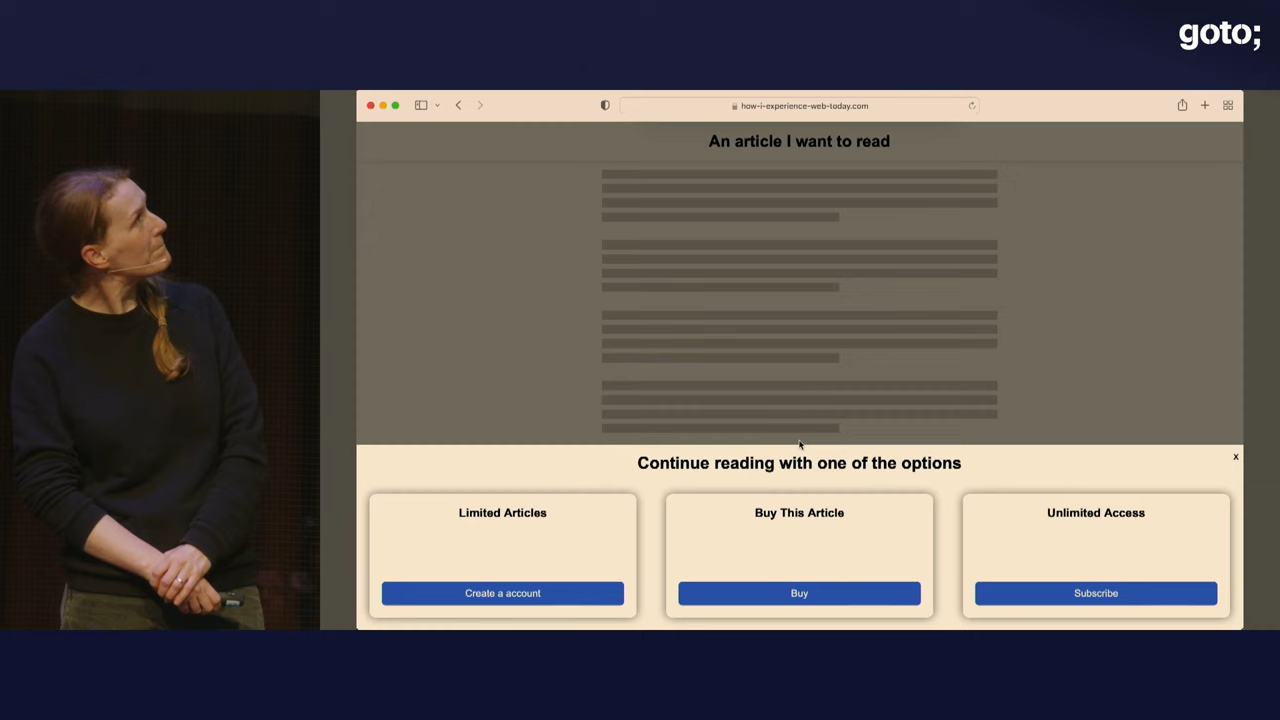 goto;
how-i-experience-web-today.com
An article I want to read
Continue reading with one of the options
x
Limited Articles
Buy This Article
Unlimited Access
Create a account
Buy
Subscribe